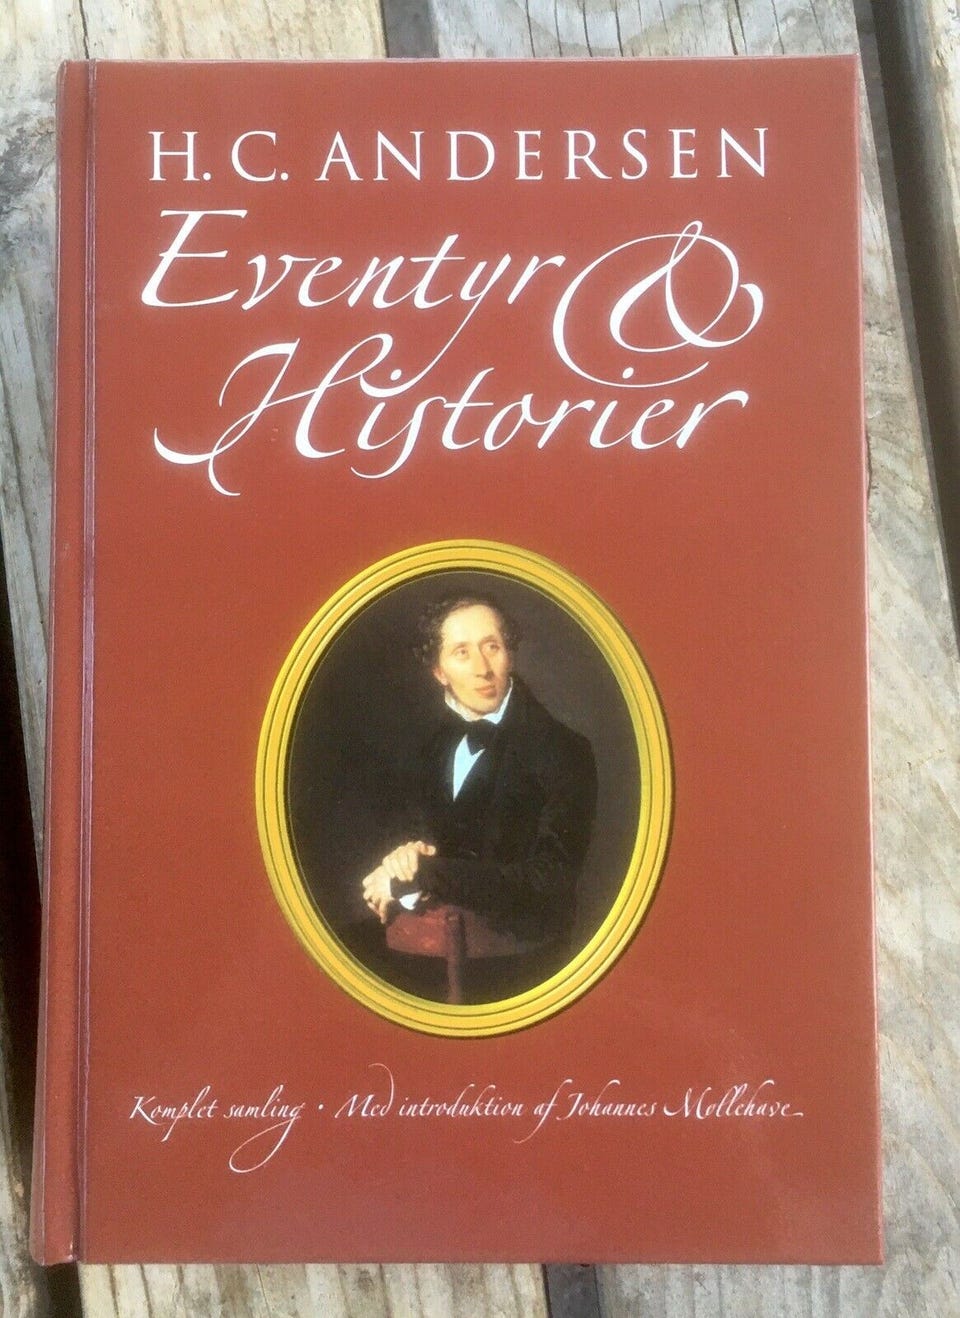 H. C. ANDERSEN
Eventyr &
Historier
Komplet samling · Med introduktion af Johannes Møllehave